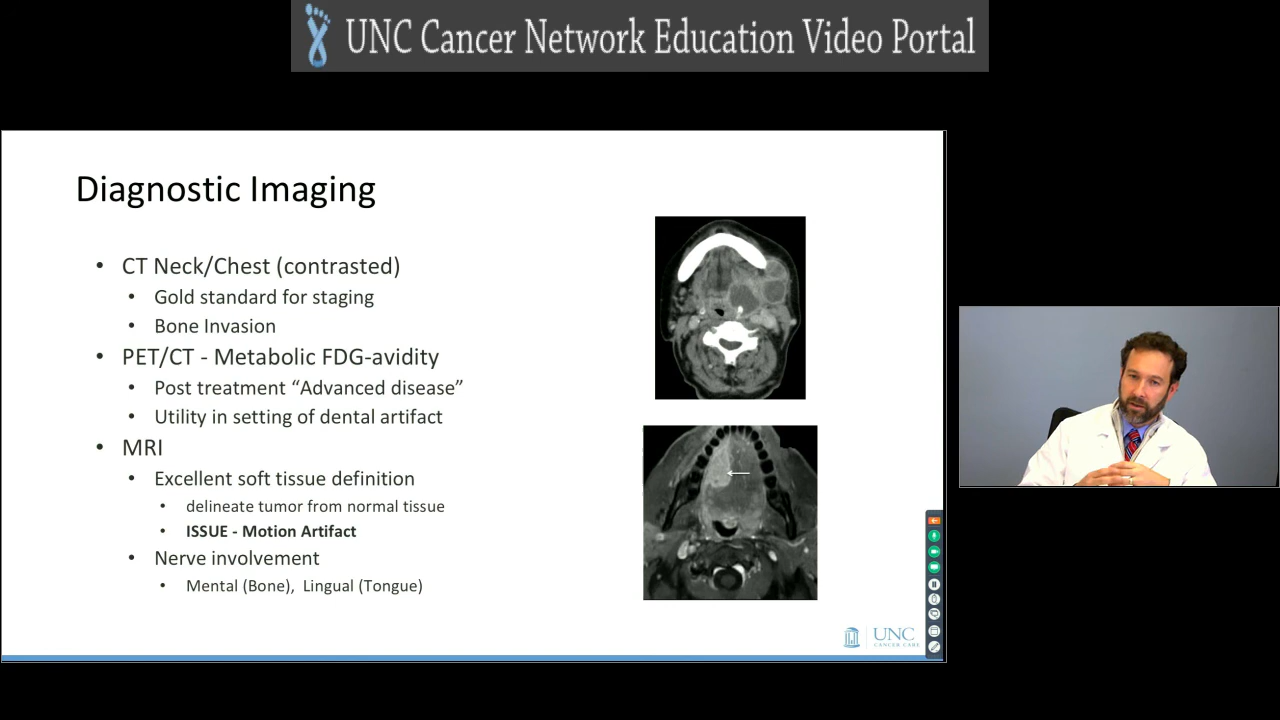 UNC Cancer Network Education Video Portal
Diagnostic Imaging
• CT Neck/Chest (contrasted)
• Gold standard for staging
• Bone Invasion
• PET/CT - Metabolic FDG-avidity
• Post treatment “Advanced disease”
• Utility in setting of dental artifact
• MRI
• Excellent soft tissue definition
• delineate tumor from normal tissue
• ISSUE - Motion Artifact
• Nerve involvement
• Mental (Bone), Lingual (Tongue)
UNC
CANCER CARE